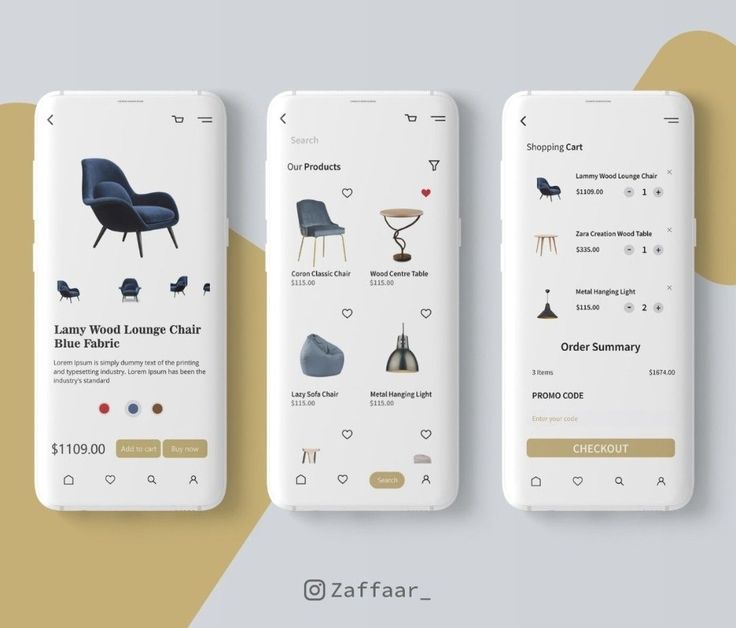 Lamy Wood Lounge Chair
Blue Fabric
Lorem Ipsum is simply dummy text of the printing
and typesetting industry. Lorem Ipsum has been the
industry's standard
$1109.00
Add to cart
Buy now
Search
Our Products
Coron Classic Chair
$115.00
Wood Centre Table
$115.00
Lazy Sofa Chair
$115.00
Metal Hanging Light
$115.00
Search
Shopping Cart
Lammy Wood Lounge Chair
$1109.00 - 1 +
Zara Creation Wood Table
$335.00 - 1 +
Metal Hanging Light
$115.00 - 2 +
Order Summary
3 Items $1674.00
PROMO CODE
Enter your code
CHECKOUT
Zaffaar_